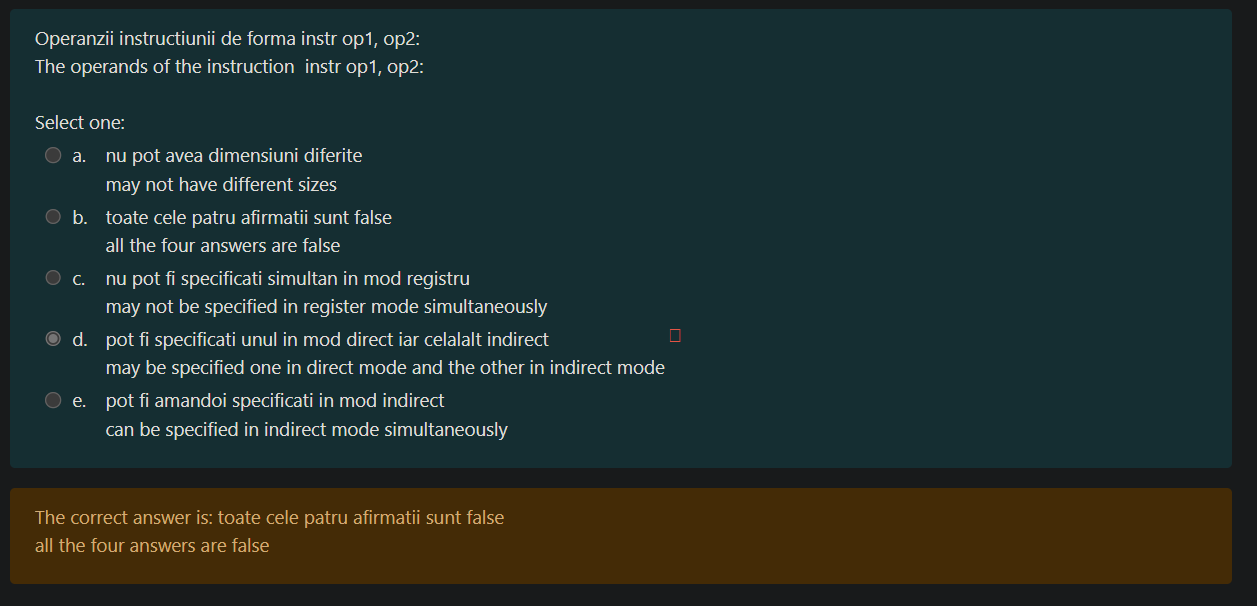 Operanzii instructiunii de forma instr op1, op2:
The operands of the instruction  instr op1, op2:
Select one:
a. nu pot avea dimensiuni diferite
may not have different sizes
b. toate cele patru afirmatii sunt false
all the four answers are false
c. nu pot fi specificati simultan in mod registru
may not be specified in register mode simultaneously
d. pot fi specificati unul in mod direct iar celalalt indirect
may be specified one in direct mode and the other in indirect mode
e. pot fi amandoi specificati in mod indirect
can be specified in indirect mode simultaneously
The correct answer is: toate cele patru afirmatii sunt false
all the four answers are false